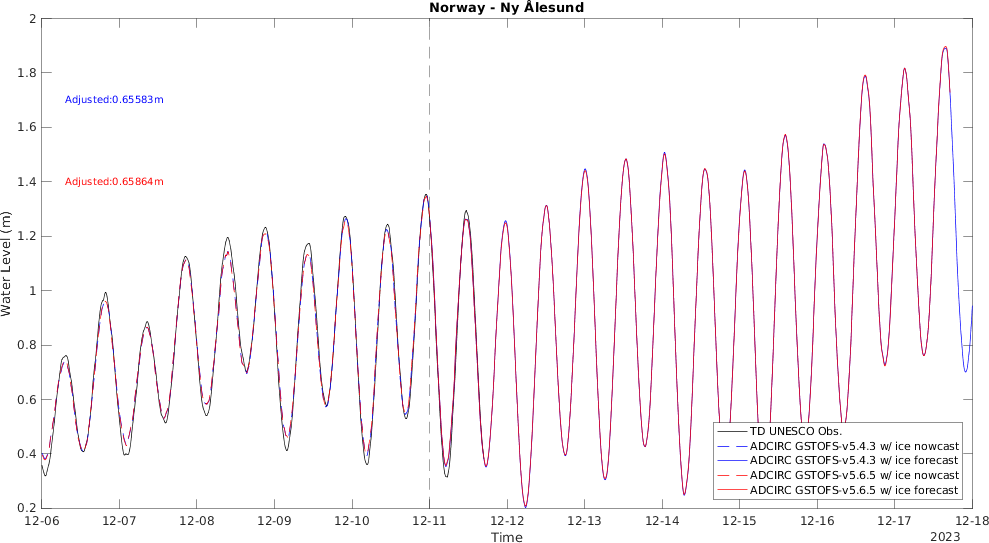 Norway - Ny Ålesund
2
1.8
1.6
1.4
1.2
1
0.8
0.6
0.4
0.2
Water Level (m)
Adjusted:0.65583m
Adjusted:0.65864m
TD UNESCO Obs.
ADCIRC GSTOFS-v5.4.3 w/ ice nowcast
ADCIRC GSTOFS-v5.4.3 w/ ice forecast
ADCIRC GSTOFS-v5.6.5 w/ ice nowcast
ADCIRC GSTOFS-v5.6.5 w/ ice forecast
12-06 12-07 12-08 12-09 12-10 12-11 12-12 12-13 12-14 12-15 12-16 12-17 12-18
Time
2023